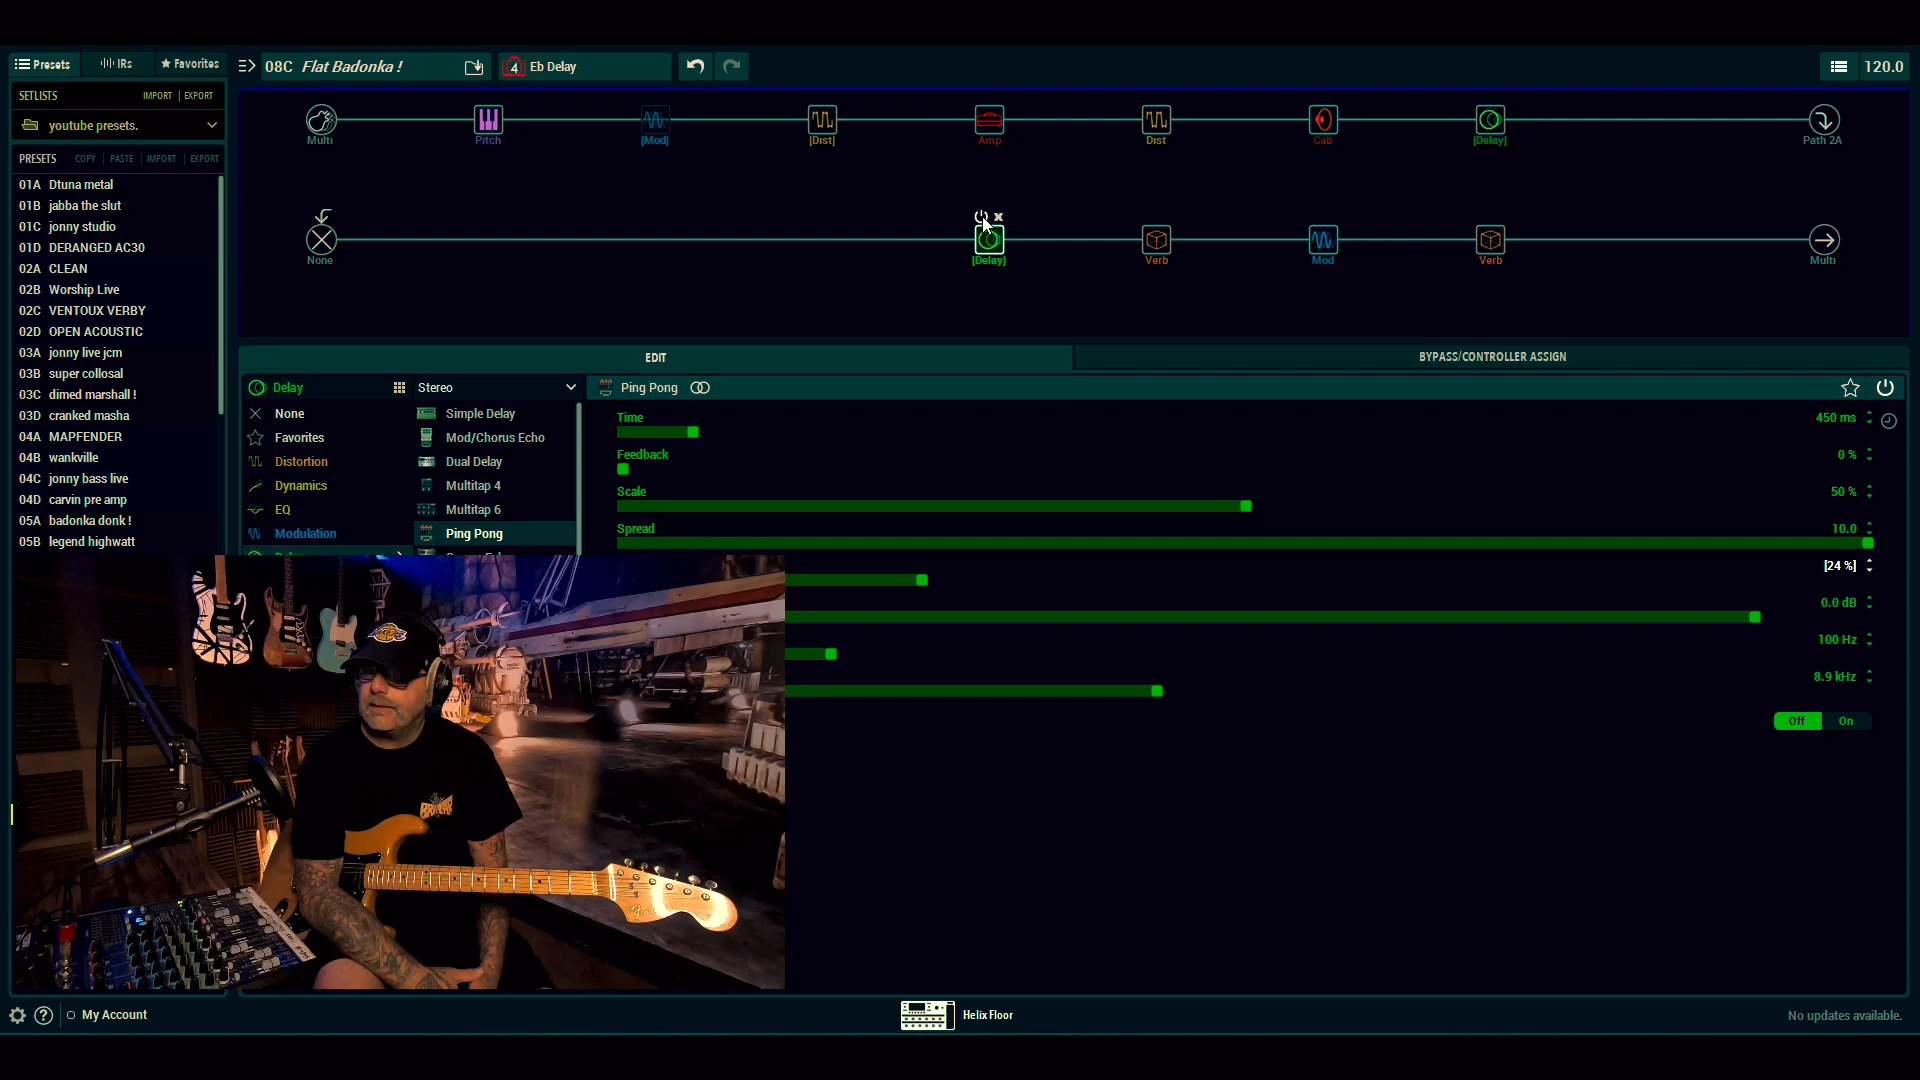 Presets
IRs
Favorites
08C Flat Badonka !
4
Eb Delay
120.0
SETLISTS
IMPORT | EXPORT
youtube presets.
PRESETS
COPY | PASTE | IMPORT | EXPORT
01A Dtuna metal
01B jabba the slut
01C jonny studio
01D DERANGED AC30
02A CLEAN
02B Worship Live
02C VENTOUX VERBY
02D OPEN ACOUSTIC
03A jonny live jcm
03B super collosal
03C dimed marshall !
03D cranked masha
04A MAPFENDER
04B wankville
04C jonny bass live
04D carvin pre amp
05A badonka donk !
05B legend highwatt
Multi
Pitch
[Mod]
[Dist]
Amp
Dist
Cab
[Delay]
Path 2A
None
[Delay]
Verb
Mod
Verb
Multi
EDIT
BYPASS/CONTROLLER ASSIGN
Delay
None
Favorites
Distortion
Dynamics
EQ
Modulation
Stereo
Simple Delay
Mod/Chorus Echo
Dual Delay
Multitap 4
Multitap 6
Ping Pong
Ping Pong
Time
450 ms
Feedback
0 %
Scale
50 %
Spread
10.0
[24 %]
0.0 dB
100 Hz
8.9 kHz
Off
On
My Account
Helix Floor
No updates available.